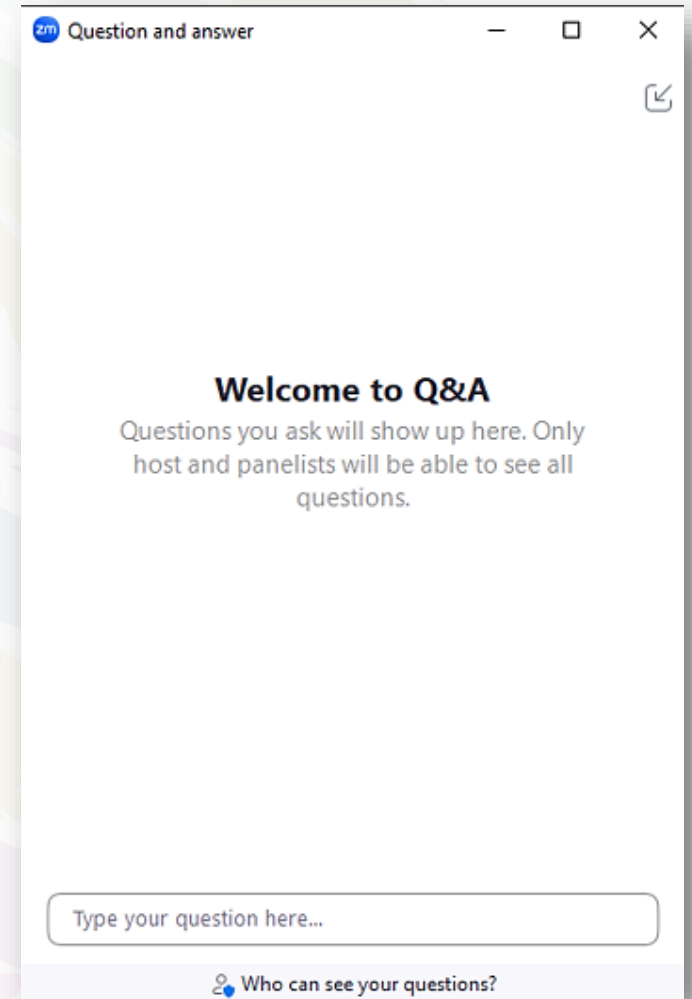 zm Question and answer
Welcome to Q&A
Questions you ask will show up here. Only
host and panelists will be able to see all
questions.
Type your question here...
Who can see your questions?